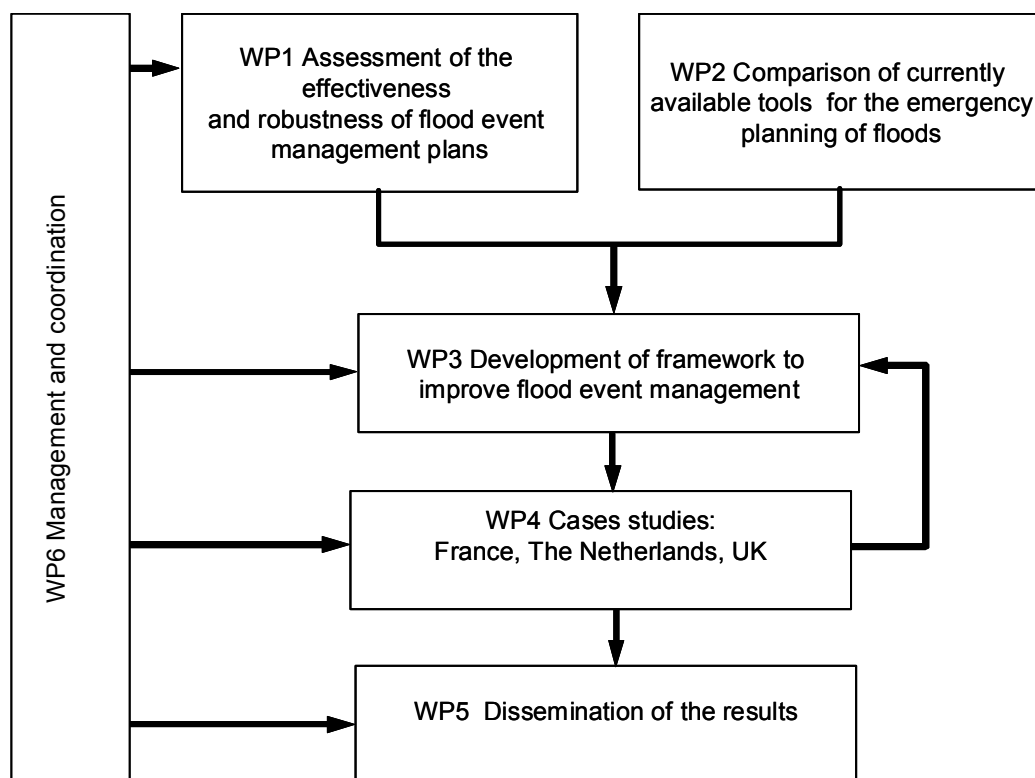 WP6 Management and coordination
WP1 Assessment of the
effectiveness
and robustness of flood event
management plans
WP2 Comparison of currently
available tools for the emergency
planning of floods
WP3 Development of framework to
improve flood event management
WP4 Cases studies:
France, The Netherlands, UK
WP5 Dissemination of the results